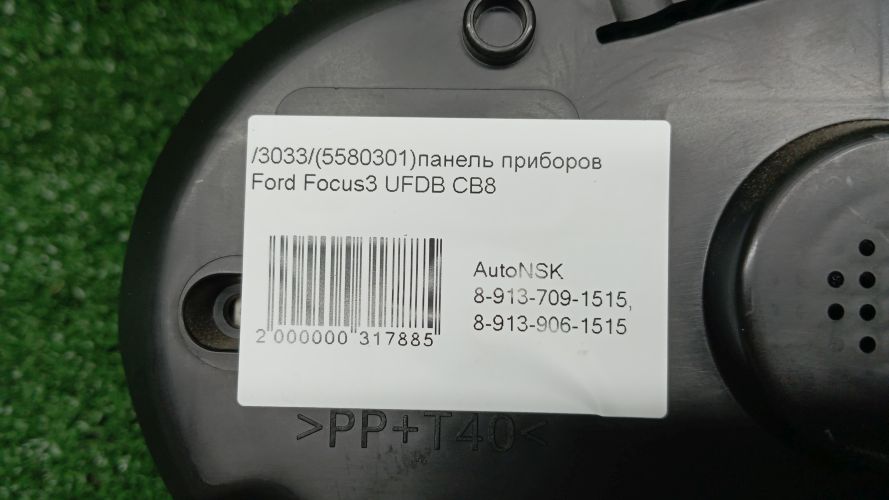 /3033/(5580301)панель приборов
Ford Focus3 UFDB CB8
AutoNSK
8-913-709-1515,
8-913-906-1515
2 000000 317885
>PP+T40<